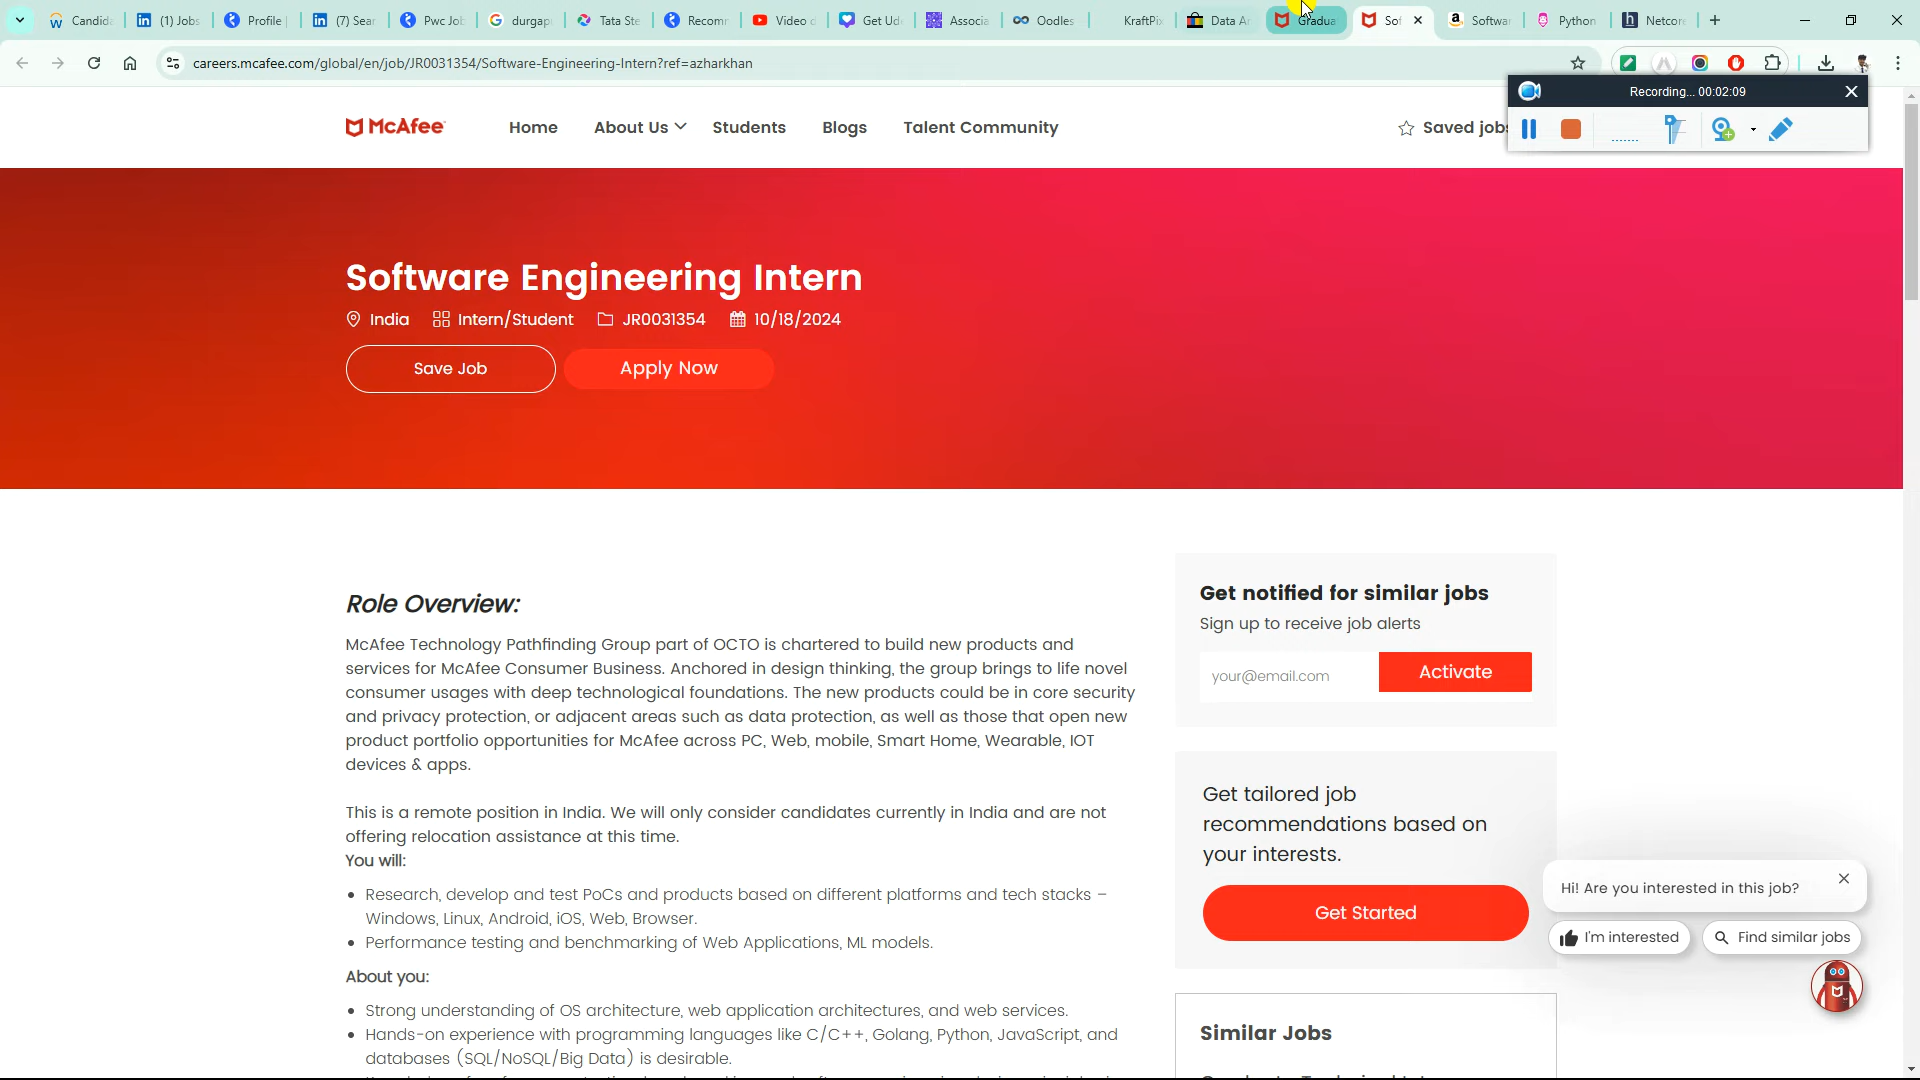 Candida
(1) Jobs
Profile |
(7) Sear
Pwc Job
durgapu
Tata Ste
Recomm
Video d
Get Ude
Associa
Oodles
KraftPix
Data An
Gradua
Sof
Softwar
Python
Netcore
careers.mcafee.com/global/en/job/JR0031354/Software-Engineering-Intern?ref=azharkhan
Recording... 00:02:09
McAfee
Home
About Us
Students
Blogs
Talent Community
Saved jobs
Software Engineering Intern
India
Intern/Student
JR0031354
10/18/2024
Save Job
Apply Now
Role Overview:
McAfee Technology Pathfinding Group part of OCTO is chartered to build new products and
services for McAfee Consumer Business. Anchored in design thinking, the group brings to life novel
consumer usages with deep technological foundations. The new products could be in core security
and privacy protection, or adjacent areas such as data protection, as well as those that open new
product portfolio opportunities for McAfee across PC, Web, mobile, Smart Home, Wearable, IOT
devices & apps.
This is a remote position in India. We will only consider candidates currently in India and are not
offering relocation assistance at this time.
You will:
• Research, develop and test PoCs and products based on different platforms and tech stacks –
Windows, Linux, Android, iOS, Web, Browser.
• Performance testing and benchmarking of Web Applications, ML models.
About you:
• Strong understanding of OS architecture, web application architectures, and web services.
• Hands-on experience with programming languages like C/C++, Golang, Python, JavaScript, and
databases (SQL/NoSQL/Big Data) is desirable.
Get notified for similar jobs
Sign up to receive job alerts
your@email.com
Activate
Get tailored job
recommendations based on
your interests.
Get Started
Similar Jobs
Hi! Are you interested in this job?
I'm interested
Find similar jobs